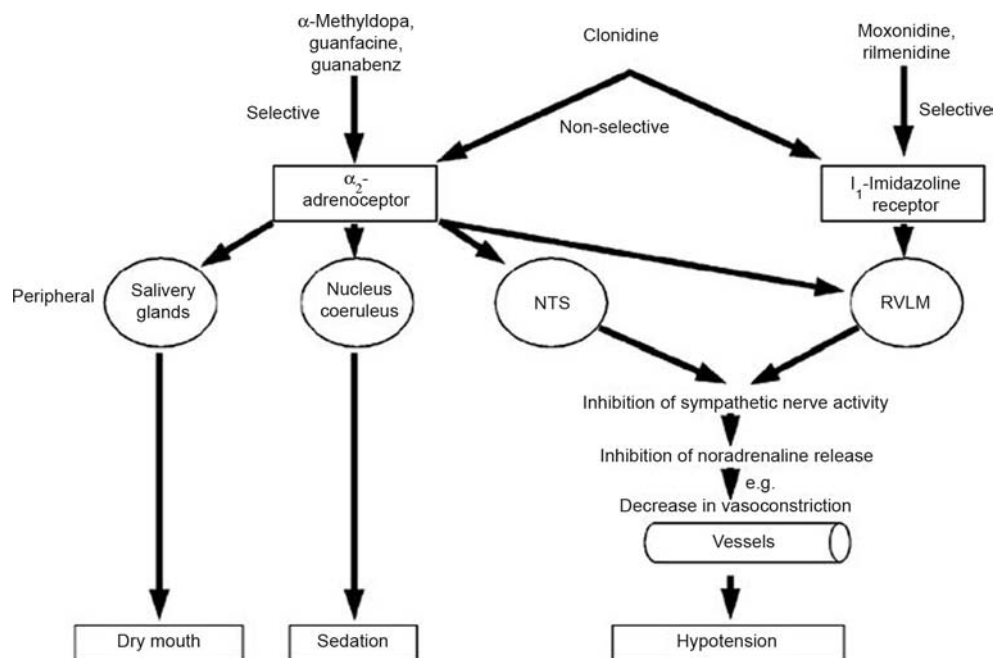 α-Methyldopa,
guanfacine,
guanabenz
Clonidine
Moxonidine,
rilmenidine
Selective
Non-selective
Selective
α2-
adrenoceptor
I1-Imidazoline
receptor
Peripheral
Salivery
glands
Nucleus
coeruleus
NTS
RVLM
Inhibition of sympathetic nerve activity
Inhibition of noradrenaline release
e.g.
Decrease in vasoconstriction
Vessels
Dry mouth
Sedation
Hypotension